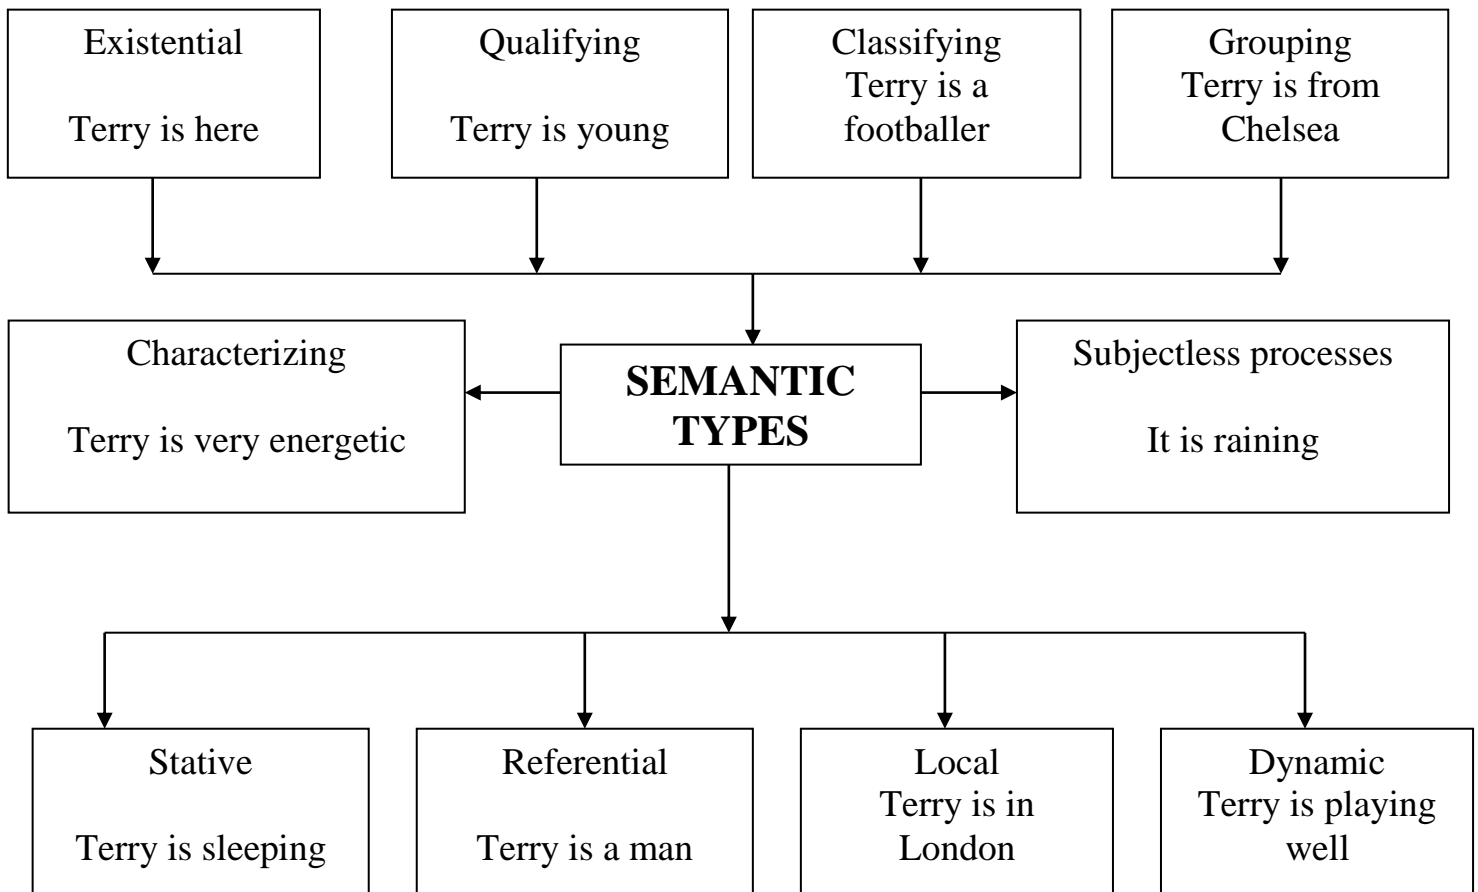 Existential
Terry is here
Qualifying
Terry is young
Classifying
Terry is a
footballer
Grouping
Terry is from
Chelsea
Characterizing
Terry is very energetic
SEMANTIC
TYPES
Subjectless processes
It is raining
Stative
Terry is sleeping
Referential
Terry is a man
Local
Terry is in
London
Dynamic
Terry is playing
well